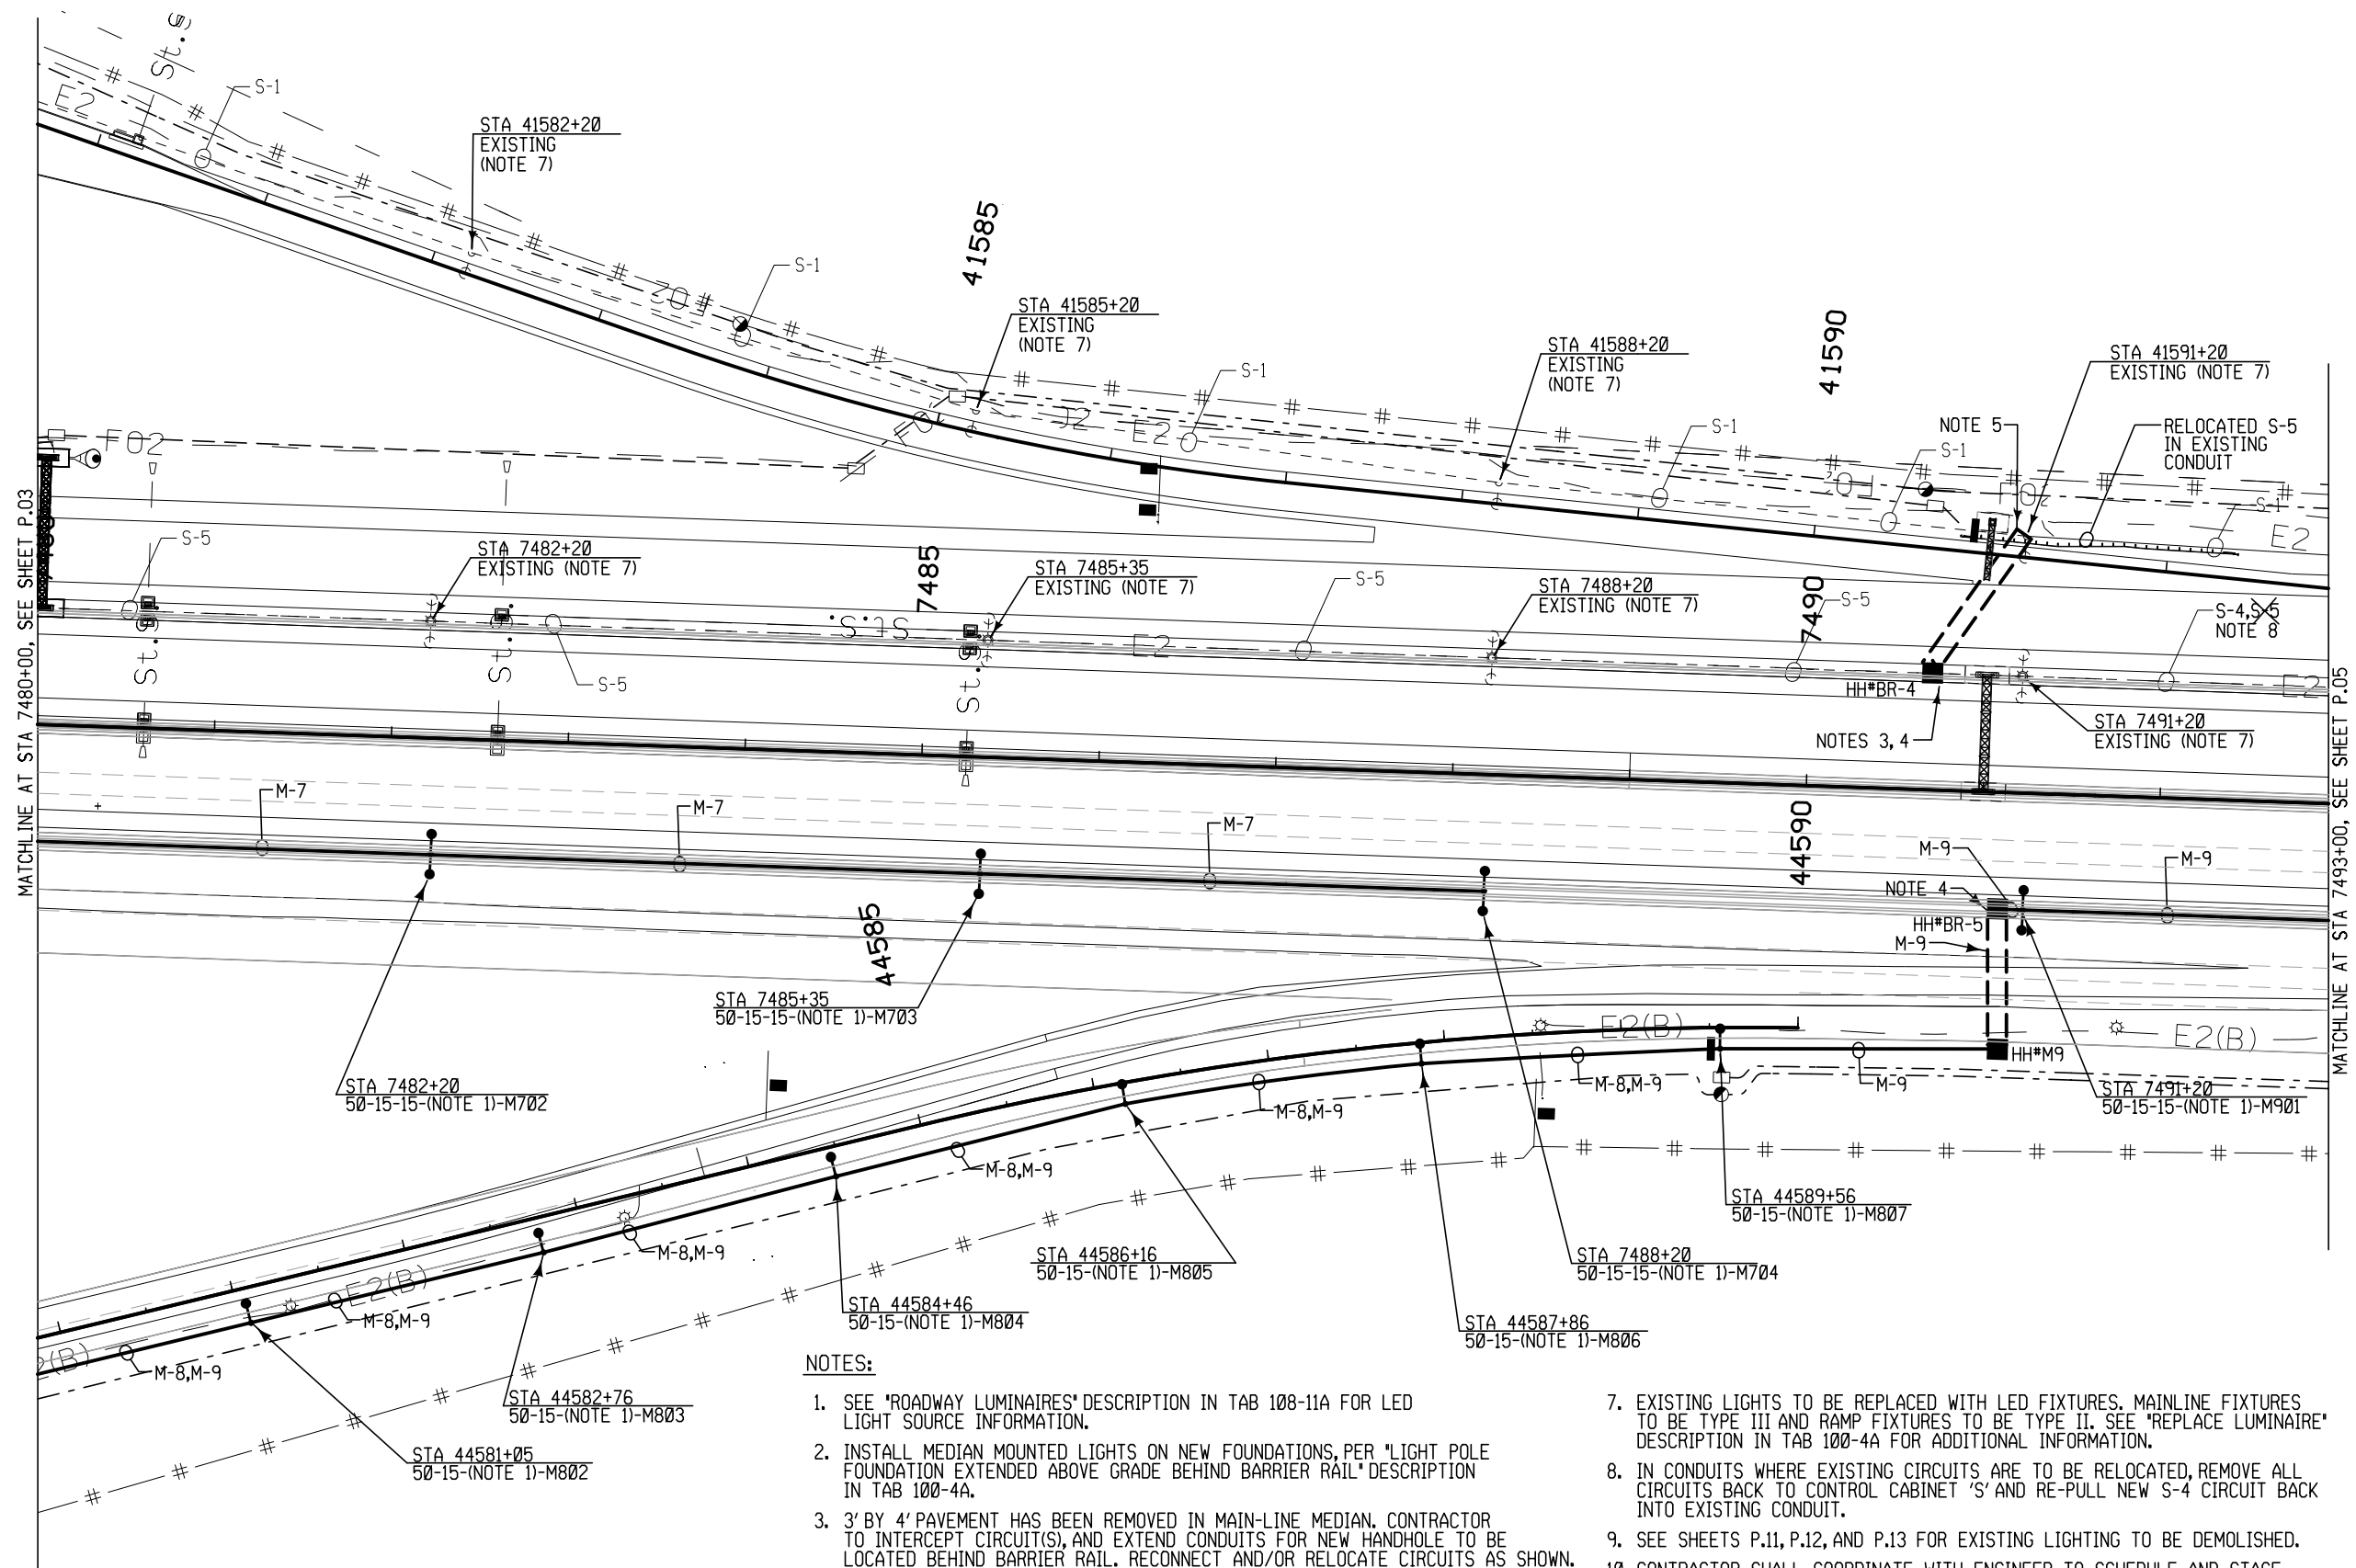 St.S
E2
S-1
STA 41582+20
EXISTING
(NOTE 7)
S-1
41585
STA 41585+20
EXISTING
(NOTE 7)
S-1
E2
STA 41588+20
EXISTING
(NOTE 7)
S-1
41590
S-1
NOTE 5
STA 41591+20
EXISTING (NOTE 7)
RELOCATED S-5
IN EXISTING
CONDUIT
S-1
E2
FO2
MATCHLINE AT STA 7480+00, SEE SHEET P.03
S-5
STA 7482+20
EXISTING (NOTE 7)
S-5
St.S.
St.S.
St.S.
St.S.
7485
STA 7485+35
EXISTING (NOTE 7)
E2
S-5
STA 7488+20
EXISTING (NOTE 7)
7490
S-5
S-4,S-5
NOTE 8
E2
HH#BR-4
NOTES 3,4
STA 7491+20
EXISTING (NOTE 7)
MATCHLINE AT STA 7493+00, SEE SHEET P.05
M-7
M-7
M-7
44590
M-9
NOTE 4
HH#BR-5
M-9
M-9
44585
STA 7485+35
50-15-15-(NOTE 1)-M703
STA 7482+20
50-15-15-(NOTE 1)-M702
E2(B)
E2(B)
HH#M9
M-8,M-9
M-9
STA 7491+20
50-15-15-(NOTE 1)-M901
M-8,M-9
M-8,M-9
STA 44589+56
50-15-(NOTE 1)-M807
M-8,M-9
STA 44586+16
50-15-(NOTE 1)-M805
STA 7488+20
50-15-15-(NOTE 1)-M704
E2(B)
M-8,M-9
STA 44584+46
50-15-(NOTE 1)-M804
STA 44587+86
50-15-(NOTE 1)-M806
2(B)
M-8,M-9
STA 44582+76
50-15-(NOTE 1)-M803
STA 44581+05
50-15-(NOTE 1)-M802
NOTES:
1. SEE "ROADWAY LUMINAIRES" DESCRIPTION IN TAB 108-11A FOR LED
LIGHT SOURCE INFORMATION.
2. INSTALL MEDIAN MOUNTED LIGHTS ON NEW FOUNDATIONS, PER "LIGHT POLE
FOUNDATION EXTENDED ABOVE GRADE BEHIND BARRIER RAIL" DESCRIPTION
IN TAB 100-4A.
3. 3' BY 4' PAVEMENT HAS BEEN REMOVED IN MAIN-LINE MEDIAN. CONTRACTOR
TO INTERCEPT CIRCUIT(S), AND EXTEND CONDUITS FOR NEW HANDHOLE TO BE
LOCATED BEHIND BARRIER RAIL. RECONNECT AND/OR RELOCATE CIRCUITS AS SHOWN.
7. EXISTING LIGHTS TO BE REPLACED WITH LED FIXTURES. MAINLINE FIXTURES
TO BE TYPE III AND RAMP FIXTURES TO BE TYPE II. SEE "REPLACE LUMINAIRE"
DESCRIPTION IN TAB 100-4A FOR ADDITIONAL INFORMATION.
8. IN CONDUITS WHERE EXISTING CIRCUITS ARE TO BE RELOCATED, REMOVE ALL
CIRCUITS BACK TO CONTROL CABINET 'S' AND RE-PULL NEW S-4 CIRCUIT BACK
INTO EXISTING CONDUIT.
9. SEE SHEETS P.11, P.12, AND P.13 FOR EXISTING LIGHTING TO BE DEMOLISHED.
10. CONTRACTOR SHALL COORDINATE WITH ENGINEER TO SCHEDULE AND STAGE